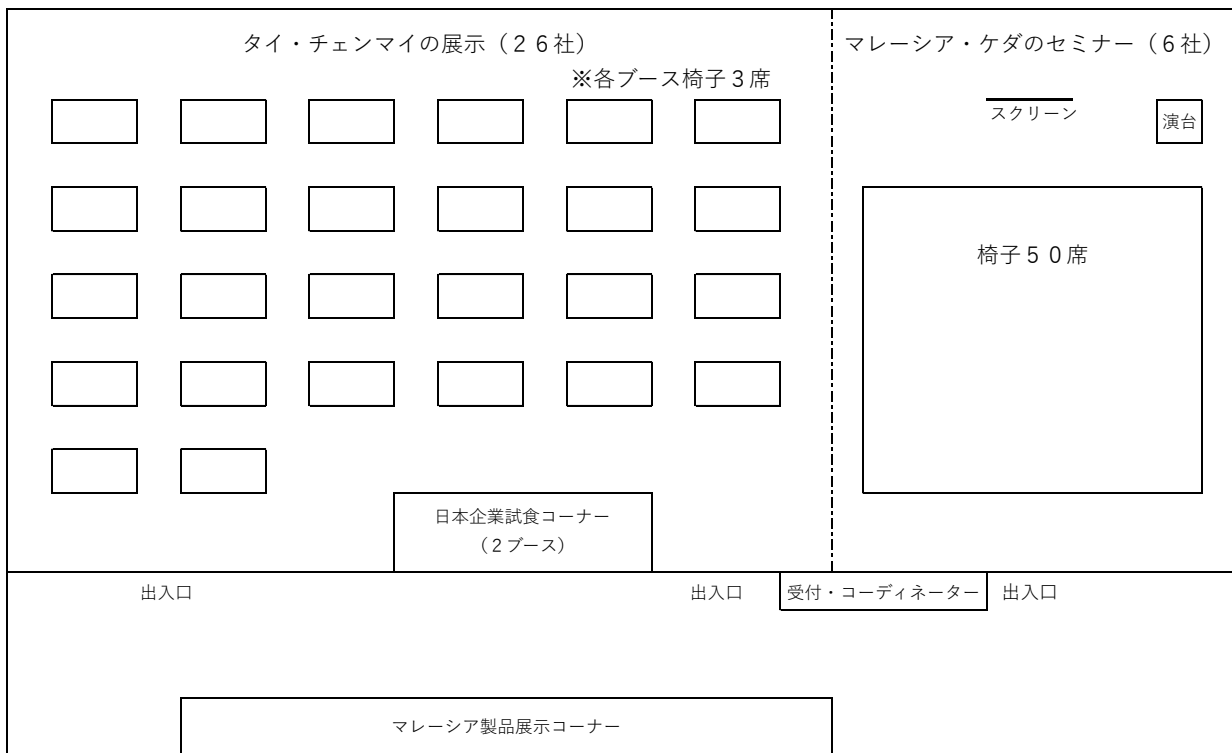 タイ・チェンマイの展示（２６社）
※各ブース椅子３席
マレーシア・ケダのセミナー（６社）
スクリーン
演台
椅子５０席
日本企業試食コーナー
（２ブース）
出入口
出入口
受付・コーディネーター
出入口
マレーシア製品展示コーナー